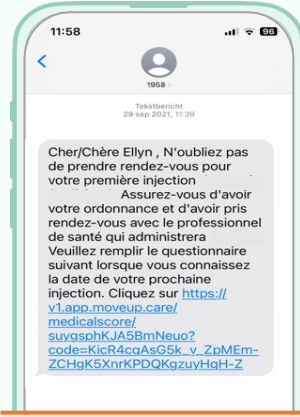 11:58
96
1958
Tekstbericht
29 sep 2021, 11:39
Cher/Chère Ellyn , N'oubliez pas
de prendre rendez-vous pour
votre première injection
Assurez-vous d'avoir
votre ordonnance et d'avoir pris
rendez-vous avec le professionnel
de santé qui administrera
Veuillez remplir le questionnaire
suivant lorsque vous connaissez
la date de votre prochaine
injection. Cliquez sur https://
v1.app.moveup.care/
medicalscore/
suygsphKJA5BmNeuo?
code=KicR4cgAsG5k_v_ZpMEm-
ZCHgK5XnrKPDQKgzuyHgH-Z